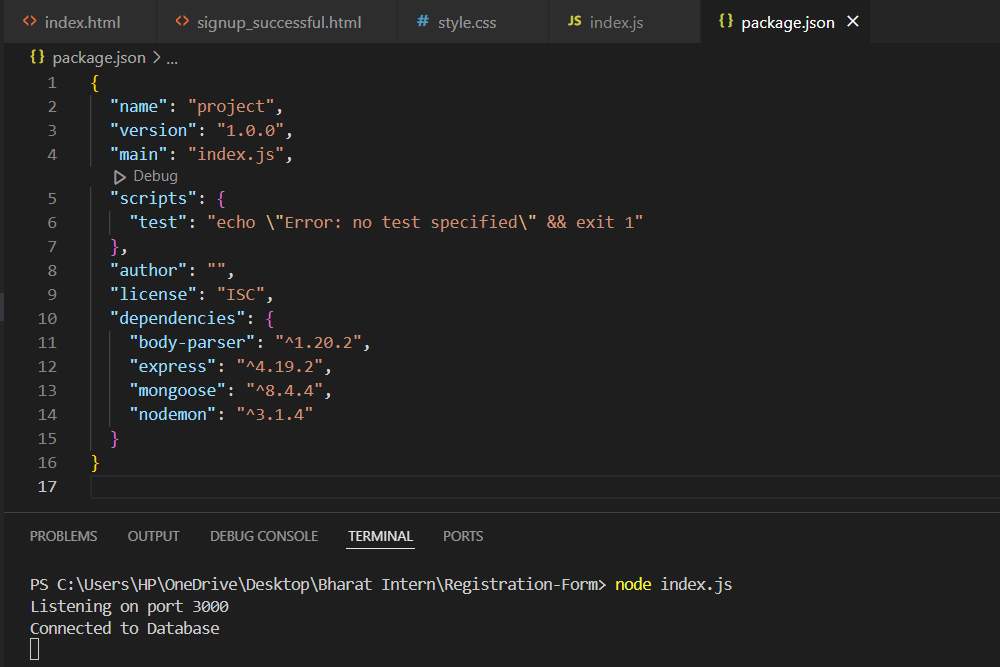 <> index.html <> signup_successful.html # style.css JS index.js {} package.json ×
{} package.json > ...
1 {
2 "name": "project",
3 "version": "1.0.0",
4 "main": "index.js",
Debug
5 "scripts": {
6 "test": "echo \"Error: no test specified\" && exit 1"
7 },
8 "author": "",
9 "license": "ISC",
10 "dependencies": {
11 "body-parser": "^1.20.2",
12 "express": "^4.19.2",
13 "mongoose": "^8.4.4",
14 "nodemon": "^3.1.4"
15 }
16 }
17
PROBLEMS OUTPUT DEBUG CONSOLE TERMINAL PORTS
PS C:\Users\HP\OneDrive\Desktop\Bharat Intern\Registration-Form> node index.js
Listening on port 3000
Connected to Database